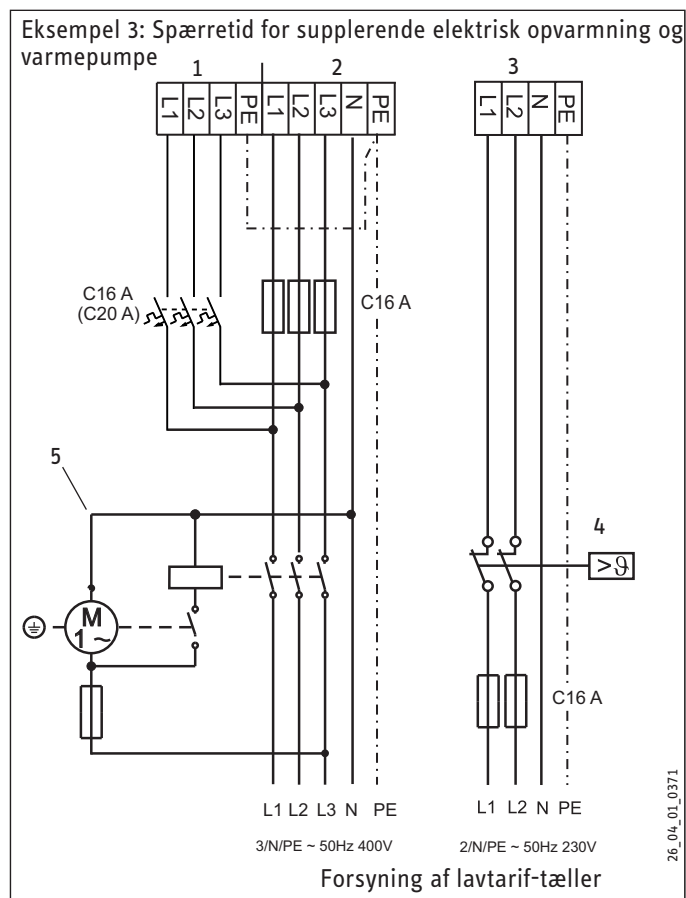 Eksempel 3: Spærretid for supplerende elektrisk opvarmning og
varmepumpe
1 2 3
L1 L2 L3 PE L1 L2 L3 N PE L1 L2 N PE
C16 A
(C20 A)
C16 A
5
4
>ϑ
M
1 ~
C16 A
L1 L2 L3 N PE L1 L2 N PE
3/N/PE ~ 50Hz 400V 2/N/PE ~ 50Hz 230V
Forsyning af lavtarif-tæller
26_04_01_0371